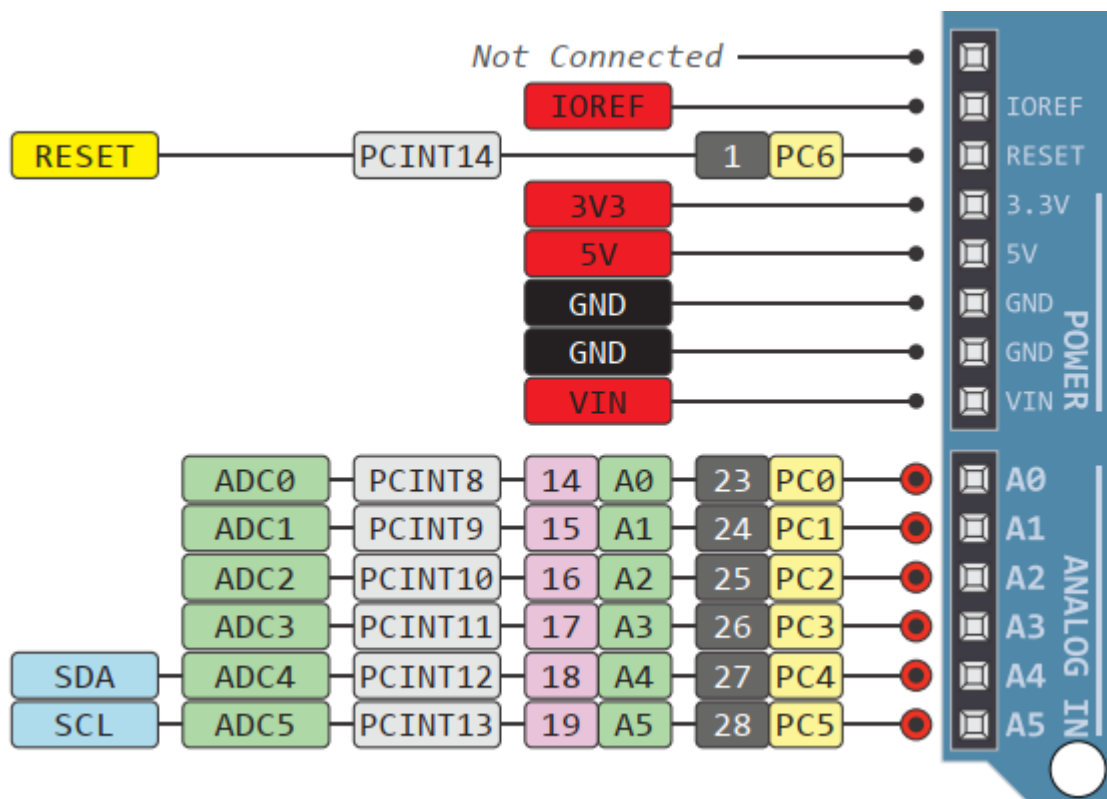 Not Connected
IOREF IOREF
RESET PCINT14 1 PC6 RESET
3V3 3.3V
5V 5V
GND GND
GND GND
VIN VIN
POWER
ADC0 PCINT8 14 A0 23 PC0 A0
ADC1 PCINT9 15 A1 24 PC1 A1
ADC2 PCINT10 16 A2 25 PC2 A2
ADC3 PCINT11 17 A3 26 PC3 A3
SDA ADC4 PCINT12 18 A4 27 PC4 A4
SCL ADC5 PCINT13 19 A5 28 PC5 A5
ANALOG IN